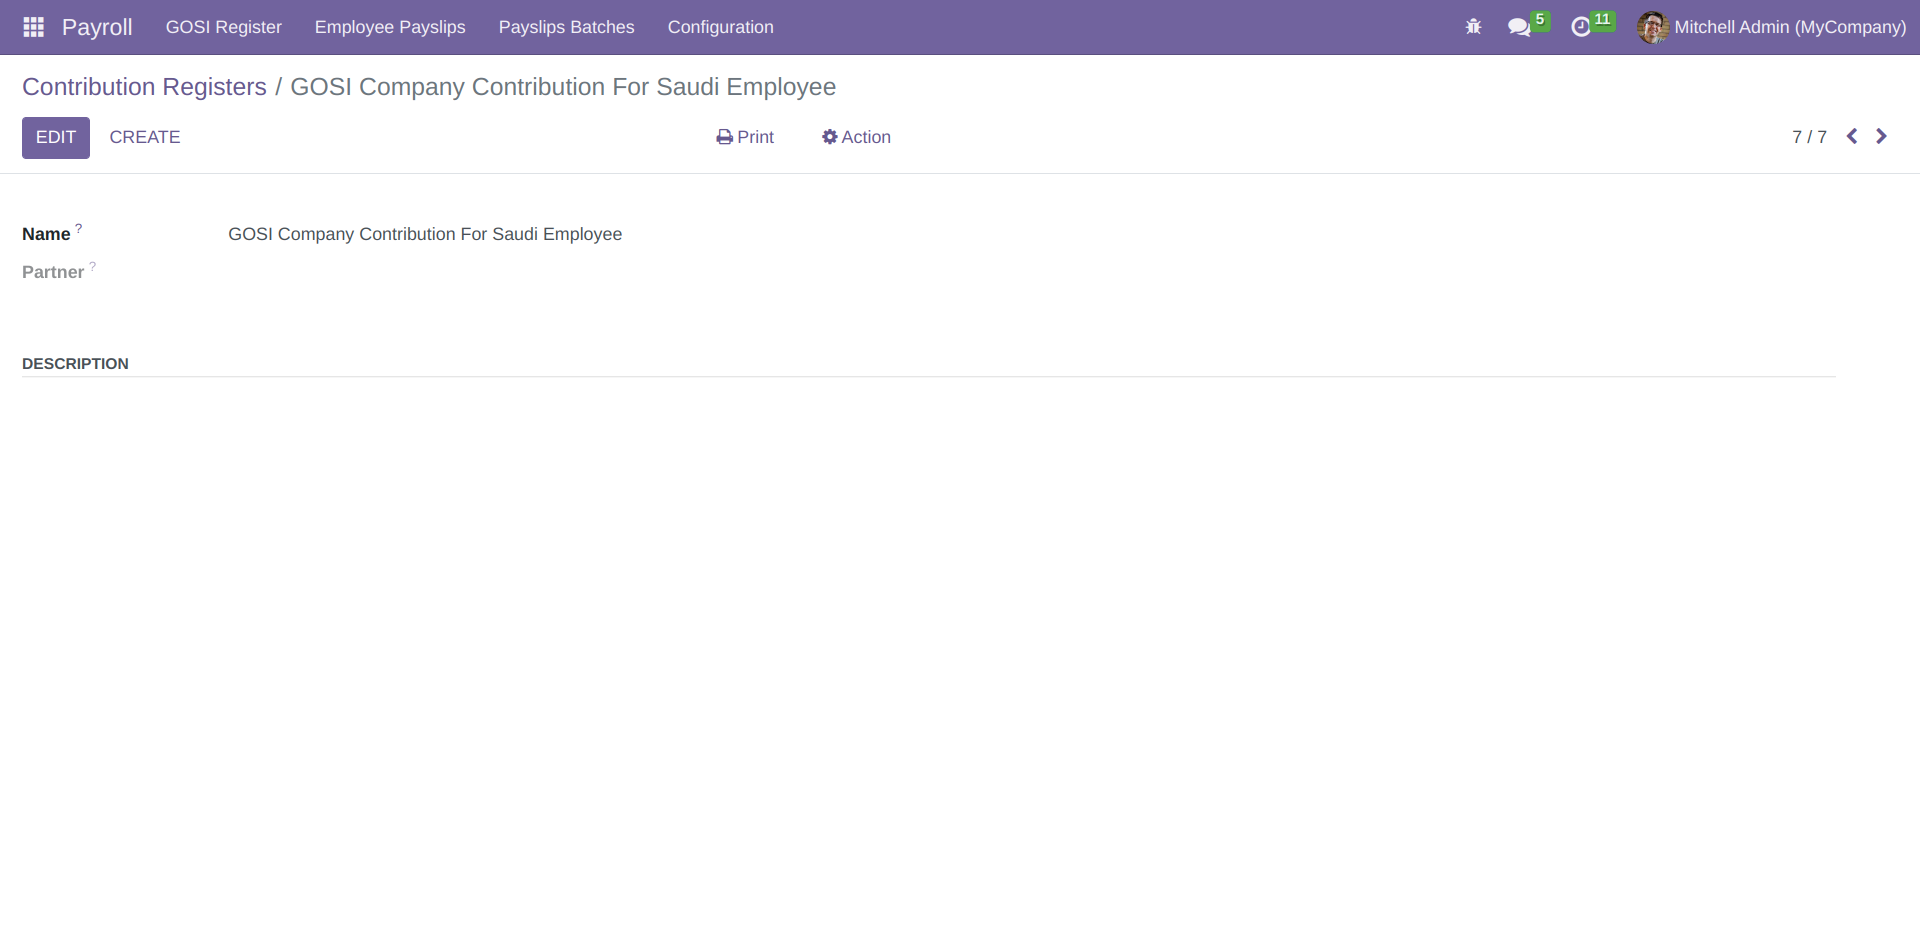 Payroll GOSI Register Employee Payslips Payslips Batches Configuration 5 11 Mitchell Admin (MyCompany)
Contribution Registers / GOSI Company Contribution For Saudi Employee
EDIT CREATE Print Action 7 / 7
Name ? GOSI Company Contribution For Saudi Employee
Partner ?
DESCRIPTION